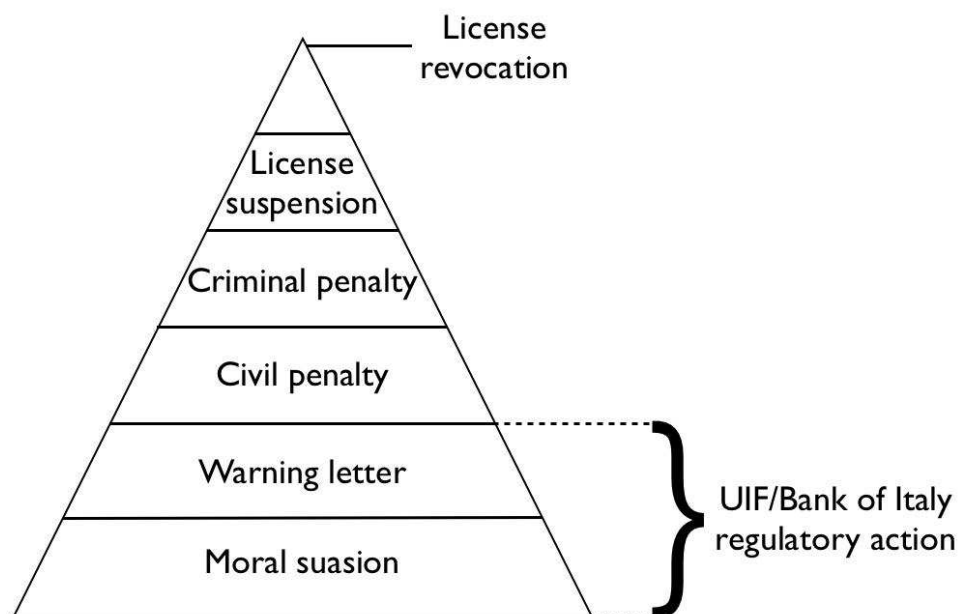 License
revocation
License
suspension
Criminal penalty
Civil penalty
Warning letter
Moral suasion
UIF/Bank of Italy
regulatory action